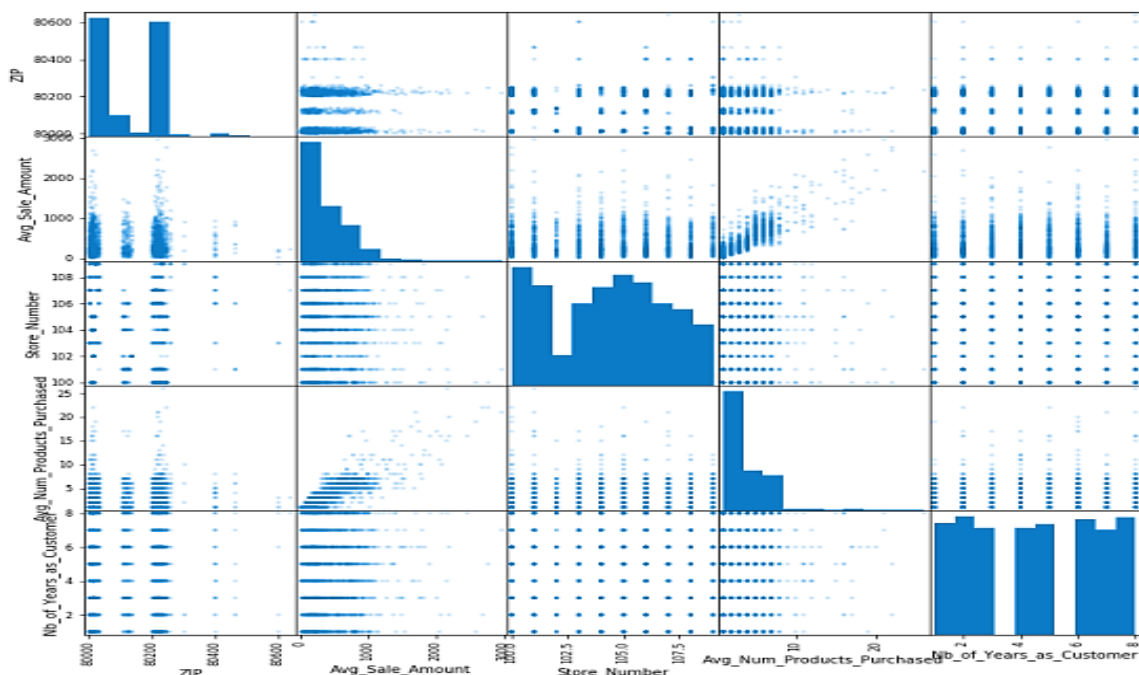 80600
80400
80200
80000
ZIP
3000
2000
1000
0
Avg_Sale_Amount
108
106
104
102
100
Store_Number
25
20
15
10
5
Avg_Num_Products_Purchased
8
6
4
2
Nb_of_Years_as_Customer
80000 80200 80400 80600
ZIP
0 1000 2000 3000
Avg_Sale_Amount
102.5 105.0 107.5
Store_Number
10 20
Avg_Num_Products_Purchased
2 4 6 8
Nb_of_Years_as_Customer